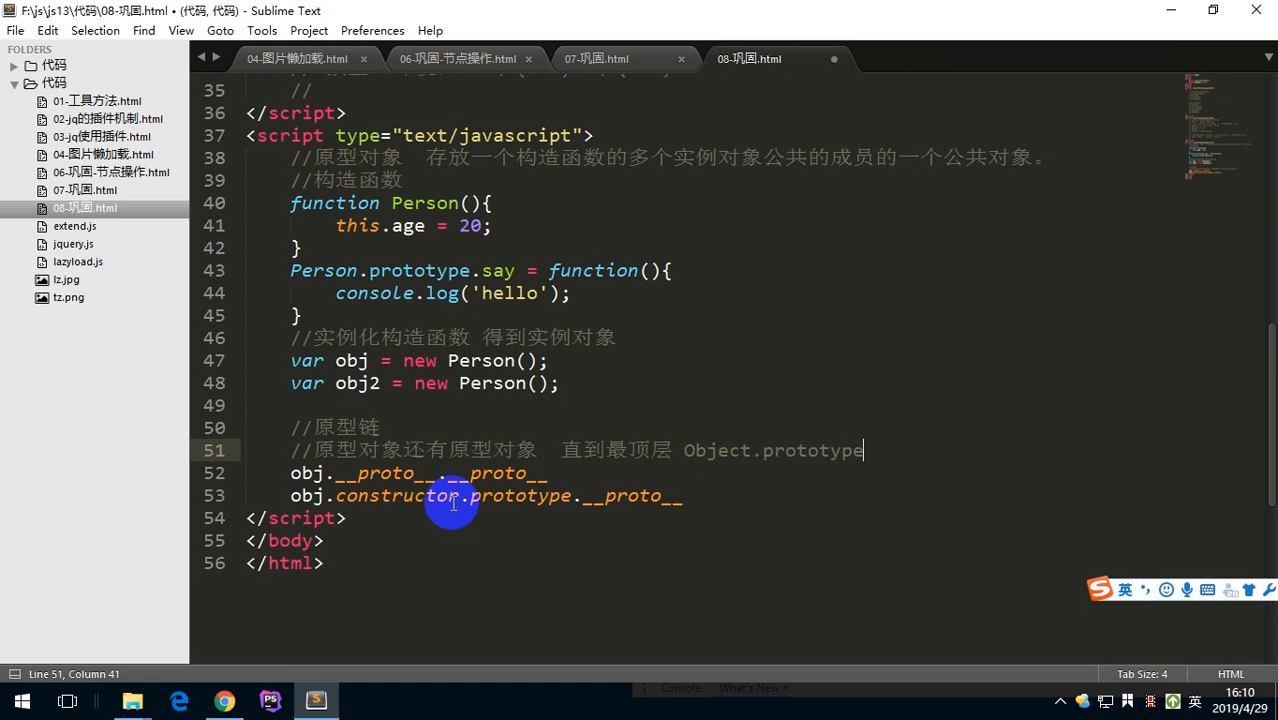 F:\js\js13\代码\08-巩固.html • (代码, 代码) - Sublime Text
File Edit Selection Find View Goto Tools Project Preferences Help
FOLDERS
代码
代码
01-工具方法.html
02-jq的插件机制.html
03-jq使用插件.html
04-图片懒加载.html
06-巩固-节点操作.html
07-巩固.html
08-巩固.html
extend.js
jquery.js
lazyload.js
lz.jpg
tz.png
04-图片懒加载.html × 06-巩固-节点操作.html × 07-巩固.html × 08-巩固.html
35 //
36 </script>
37 <script type="text/javascript">
38 //原型对象 存放一个构造函数的多个实例对象公共的成员的一个公共对象。
39 //构造函数
40 function Person(){
41 this.age = 20;
42 }
43 Person.prototype.say = function(){
44 console.log('hello');
45 }
46 //实例化构造函数 得到实例对象
47 var obj = new Person();
48 var obj2 = new Person();
49
50 //原型链
51 //原型对象还有原型对象 直到最顶层 Object.prototype
52 obj.__proto__.__proto__
53 obj.constructor.prototype.__proto__
54 </script>
55 </body>
56 </html>
英
Line 51, Column 41 Tab Size: 4 HTML
Console What's New ×
英 16:10
2019/4/29